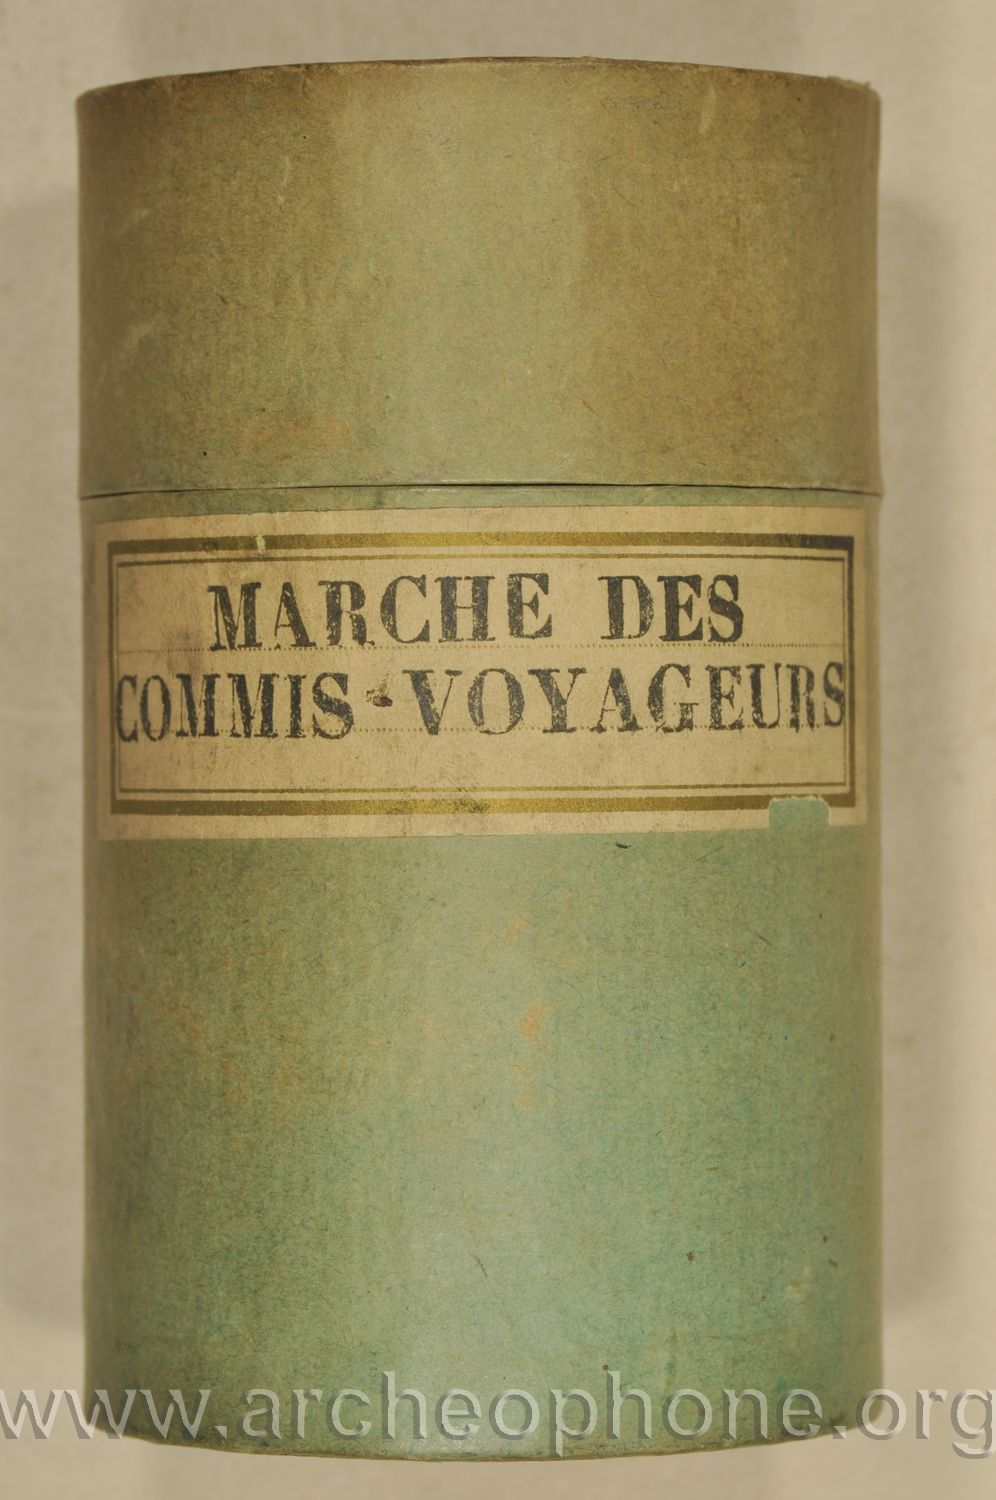 MARCHE DES
COMMIS-VOYAGEURS
www.archeophone.org